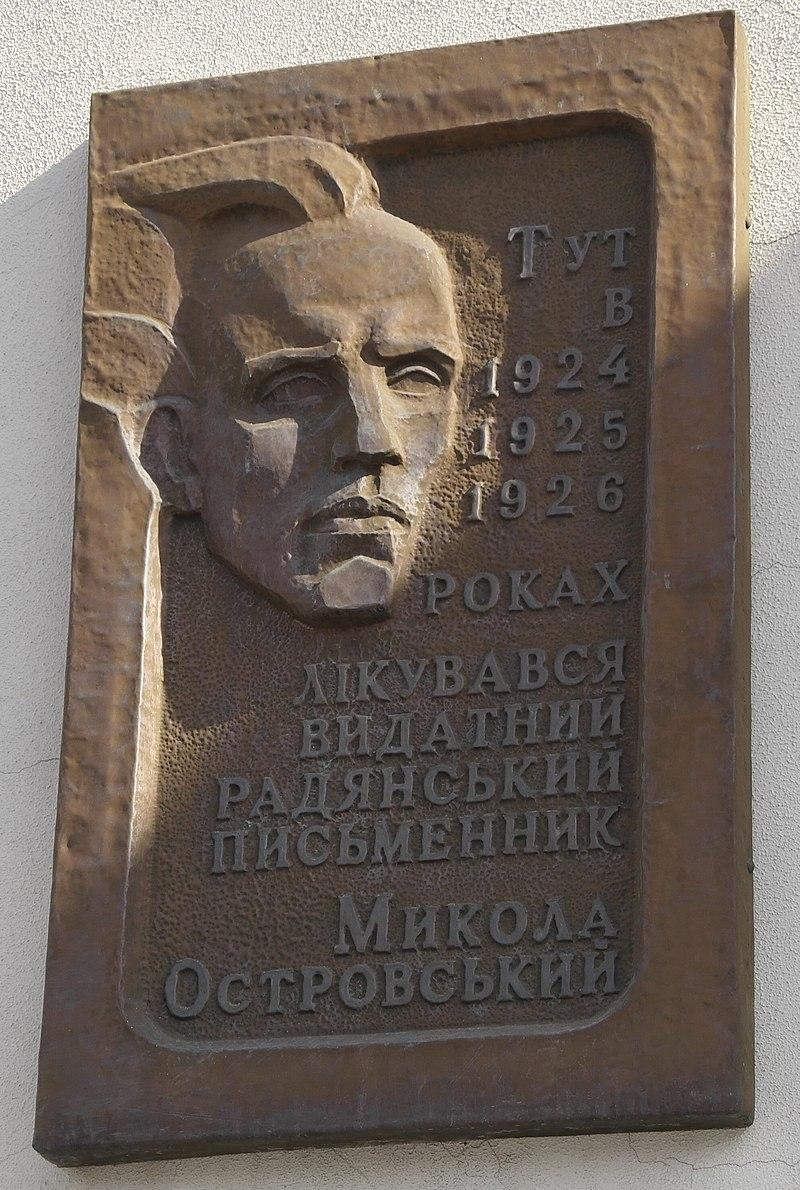 Тут
в
1924
1925
1926
роках
лікувався
видатний
радянський
письменник
Микола
Островський